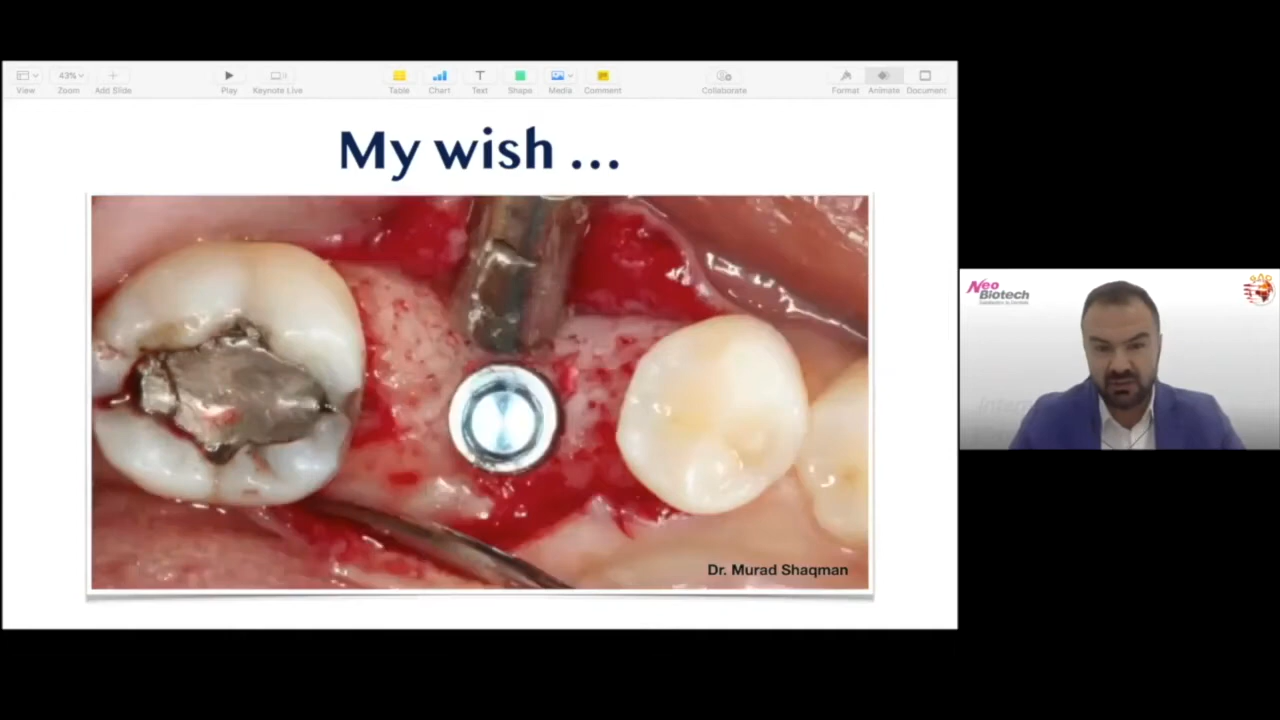 43%
View
Zoom
Add Slide
Play
Keynote Live
Table
Chart
Text
Shape
Media
Comment
Collaborate
Format
Animate
Document
My wish ...
Dr. Murad Shaqman
Neo
Biotech